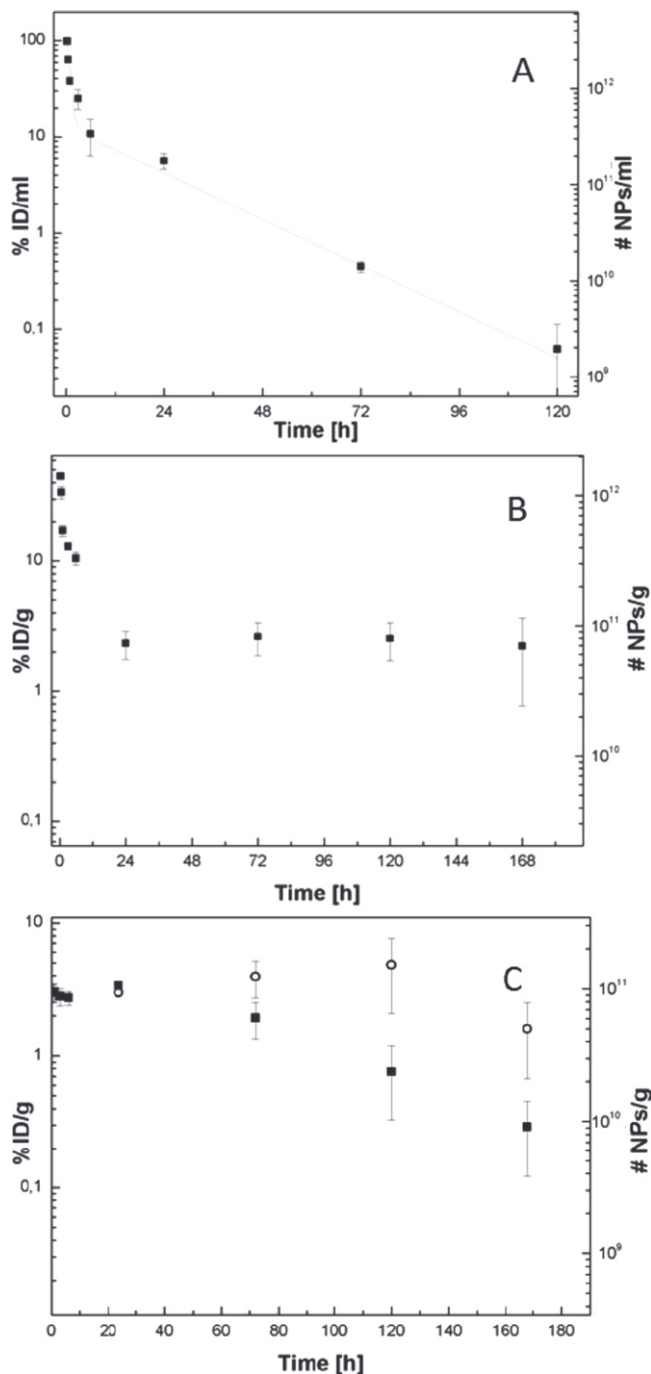 A
100
10
1
0,1
% ID/ml
10¹²
10¹¹
10¹⁰
10⁹
# NPs/ml
0 24 48 72 96 120
Time [h]
B
10
1
0,1
%ID/g
10¹²
10¹¹
10¹⁰
# NPs/g
0 24 48 72 96 120 144 168
Time [h]
C
10
1
0,1
%ID/g
10¹¹
10¹⁰
10⁹
# NPs/g
0 20 40 60 80 100 120 140 160 180
Time [h]